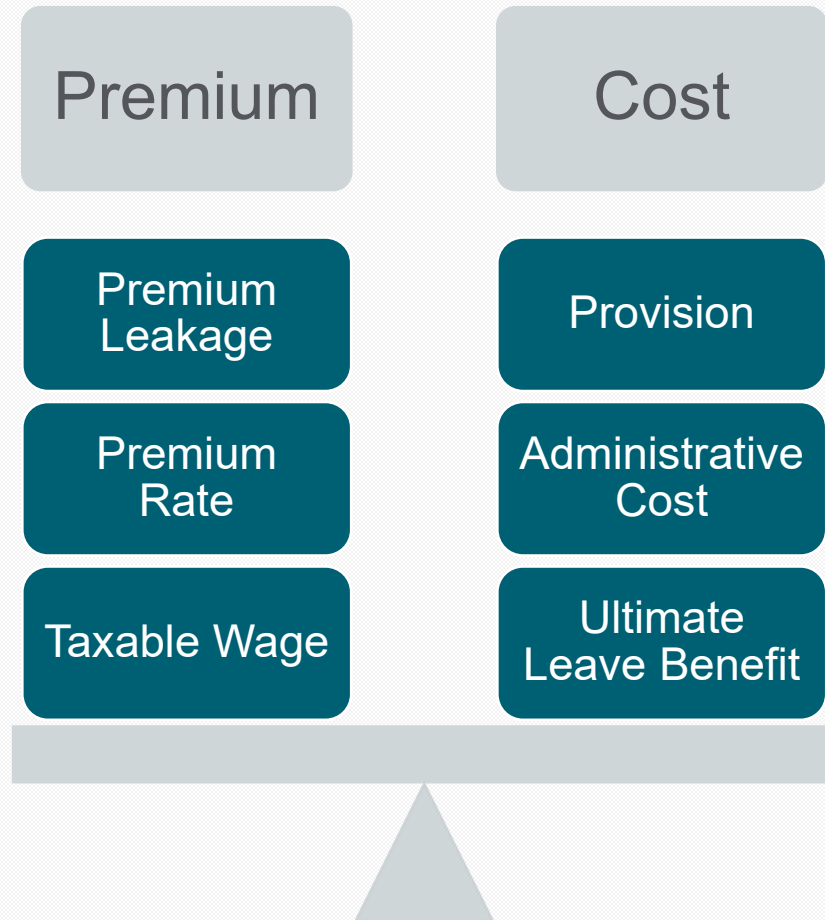 Premium
Cost
Premium
Leakage
Provision
Premium
Rate
Administrative
Cost
Taxable Wage
Ultimate
Leave Benefit